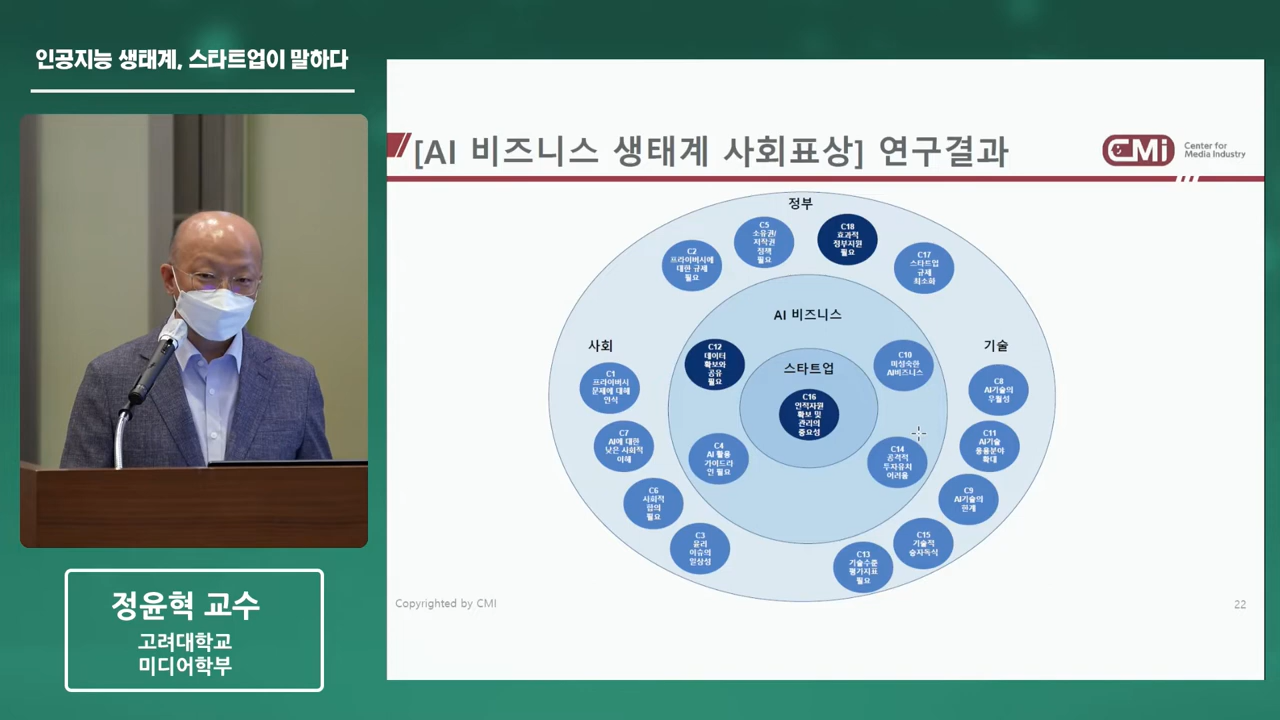 인공지능 생태계, 스타트업이 말하다
[AI 비즈니스 생태계 사회표상] 연구결과
CMi
Center for
Media Industry
정부
C5
소유권/
저작권
정책
필요
C18
효과적
정부지원
필요
C2
프라이버시에
대한 규제
필요
C17
스타트업
규제
최소화
AI 비즈니스
사회
기술
C12
데이터
확보와
공유
필요
스타트업
C10
미성숙한
AI비즈니스
C1
프라이버시
문제에 대해
인식
C16
인적자원
확보 및
관리의
중요성
C8
AI기술의
우월성
C7
AI에 대한
낮은 사회적
이해
C4
AI 활용
가이드라
인 필요
C14
공격적
투자유치
어려움
C11
AI기술
응용분야
확대
C6
사회적
합의
필요
C9
AI기술의
한계
C3
윤리
이슈의
일상성
C15
기술적
승자독식
C13
기술수준
평가지표
필요
Copyrighted by CMI
22
정윤혁 교수
고려대학교
미디어학부